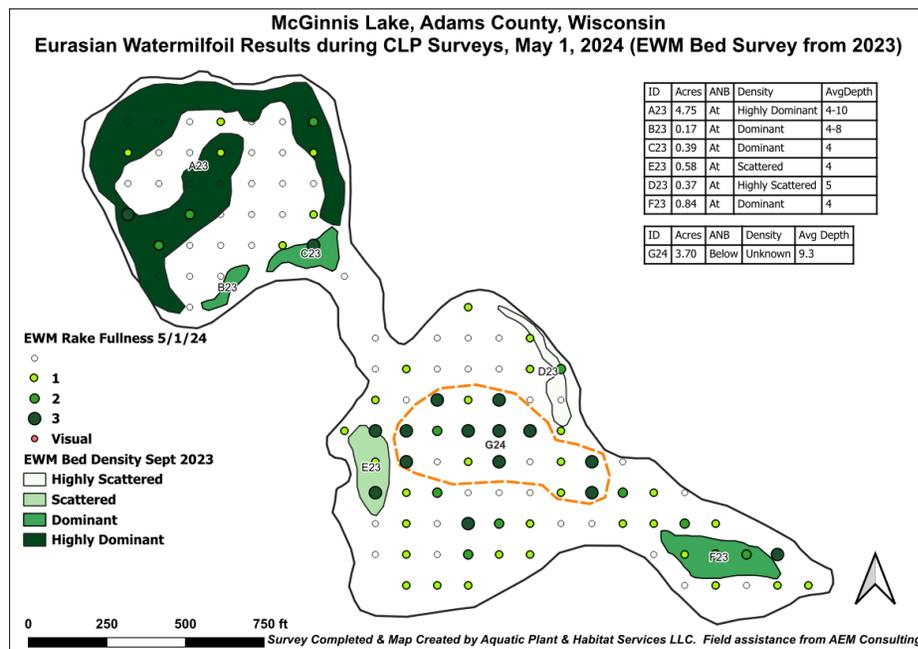 McGinnis Lake, Adams County, Wisconsin
Eurasian Watermilfoil Results during CLP Surveys, May 1, 2024 (EWM Bed Survey from 2023)
ID Acres ANB Density AvgDepth
A23 4.75 At Highly Dominant 4-10
B23 0.17 At Dominant 4-8
C23 0.39 At Dominant 4
E23 0.58 At Scattered 4
D23 0.37 At Highly Scattered 5
F23 0.84 At Dominant 4
ID Acres ANB Density Avg Depth
G24 3.70 Below Unknown 9.3
A23
C23
B23
D23
G24
E23
F23
EWM Rake Fullness 5/1/24
1
2
3
Visual
EWM Bed Density Sept 2023
Highly Scattered
Scattered
Dominant
Highly Dominant
0 250 500 750 ft
Survey Completed & Map Created by Aquatic Plant & Habitat Services LLC. Field assistance from AEM Consulting